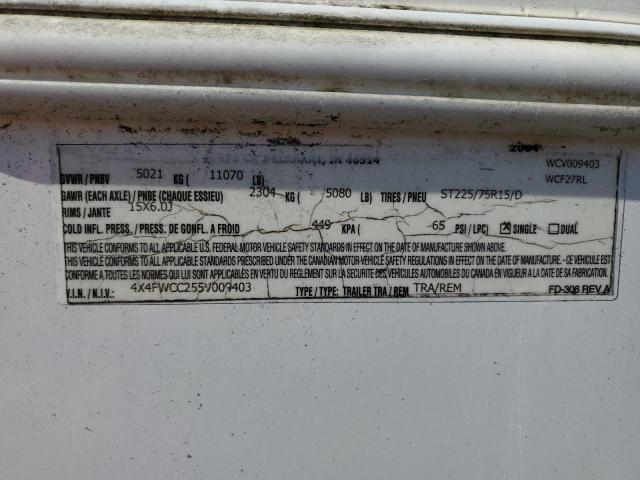 ELKHART, IN 46514 2004 WCV009403
GVWR / PNBV 5021 KG ( 11070 LB) WCF27RL
GAWR (EACH AXLE) / PNBE (CHAQUE ESSIEU) 2304 KG ( 5080 LB) TIRES / PNEU ST225/75R15/D
RIMS / JANTE 15X6.0J
COLD INFL. PRESS. / PRESS. DE GONFL. A FROID 449 KPA ( 65 PSI / LPC) SINGLE DUAL
THIS VEHICLE CONFORMS TO ALL APPLICABLE U.S. FEDERAL MOTOR VEHICLE SAFETY STANDARDS IN EFFECT ON THE DATE OF MANUFACTURE SHOWN ABOVE.
THIS VEHICLE CONFORMS TO ALL APPLICABLE STANDARDS PRESCRIBED UNDER THE CANADIAN MOTOR VEHICLE SAFETY REGULATIONS IN EFFECT ON THE DATE OF MANUFACTURE - CE VEHICULE EST
CONFORME A TOUTES LES NORMES QUI LUI SONT APPLICABLES EN VERTU DU REGLEMENT SUR LA SECURITE DES VEHICULES AUTOMOBILES DU CANADA EN VIGUEUR A LA DATE DE SA FABRICATION
V.I.N. / N.I.V.: 4X4FWCC255V009403 TYPE / TYPE: TRAILER TRA / REM TRA/REM FD-306 REV A